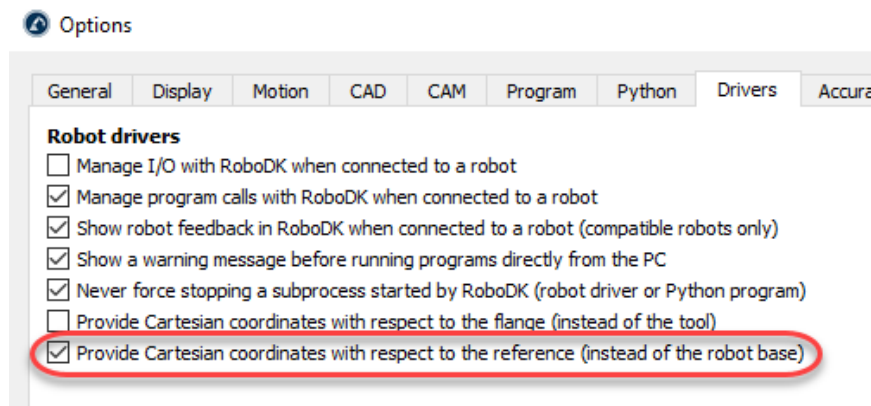 Options
General Display Motion CAD CAM Program Python Drivers Accura
Robot drivers
Manage I/O with RoboDK when connected to a robot
Manage program calls with RoboDK when connected to a robot
Show robot feedback in RoboDK when connected to a robot (compatible robots only)
Show a warning message before running programs directly from the PC
Never force stopping a subprocess started by RoboDK (robot driver or Python program)
Provide Cartesian coordinates with respect to the flange (instead of the tool)
Provide Cartesian coordinates with respect to the reference (instead of the robot base)